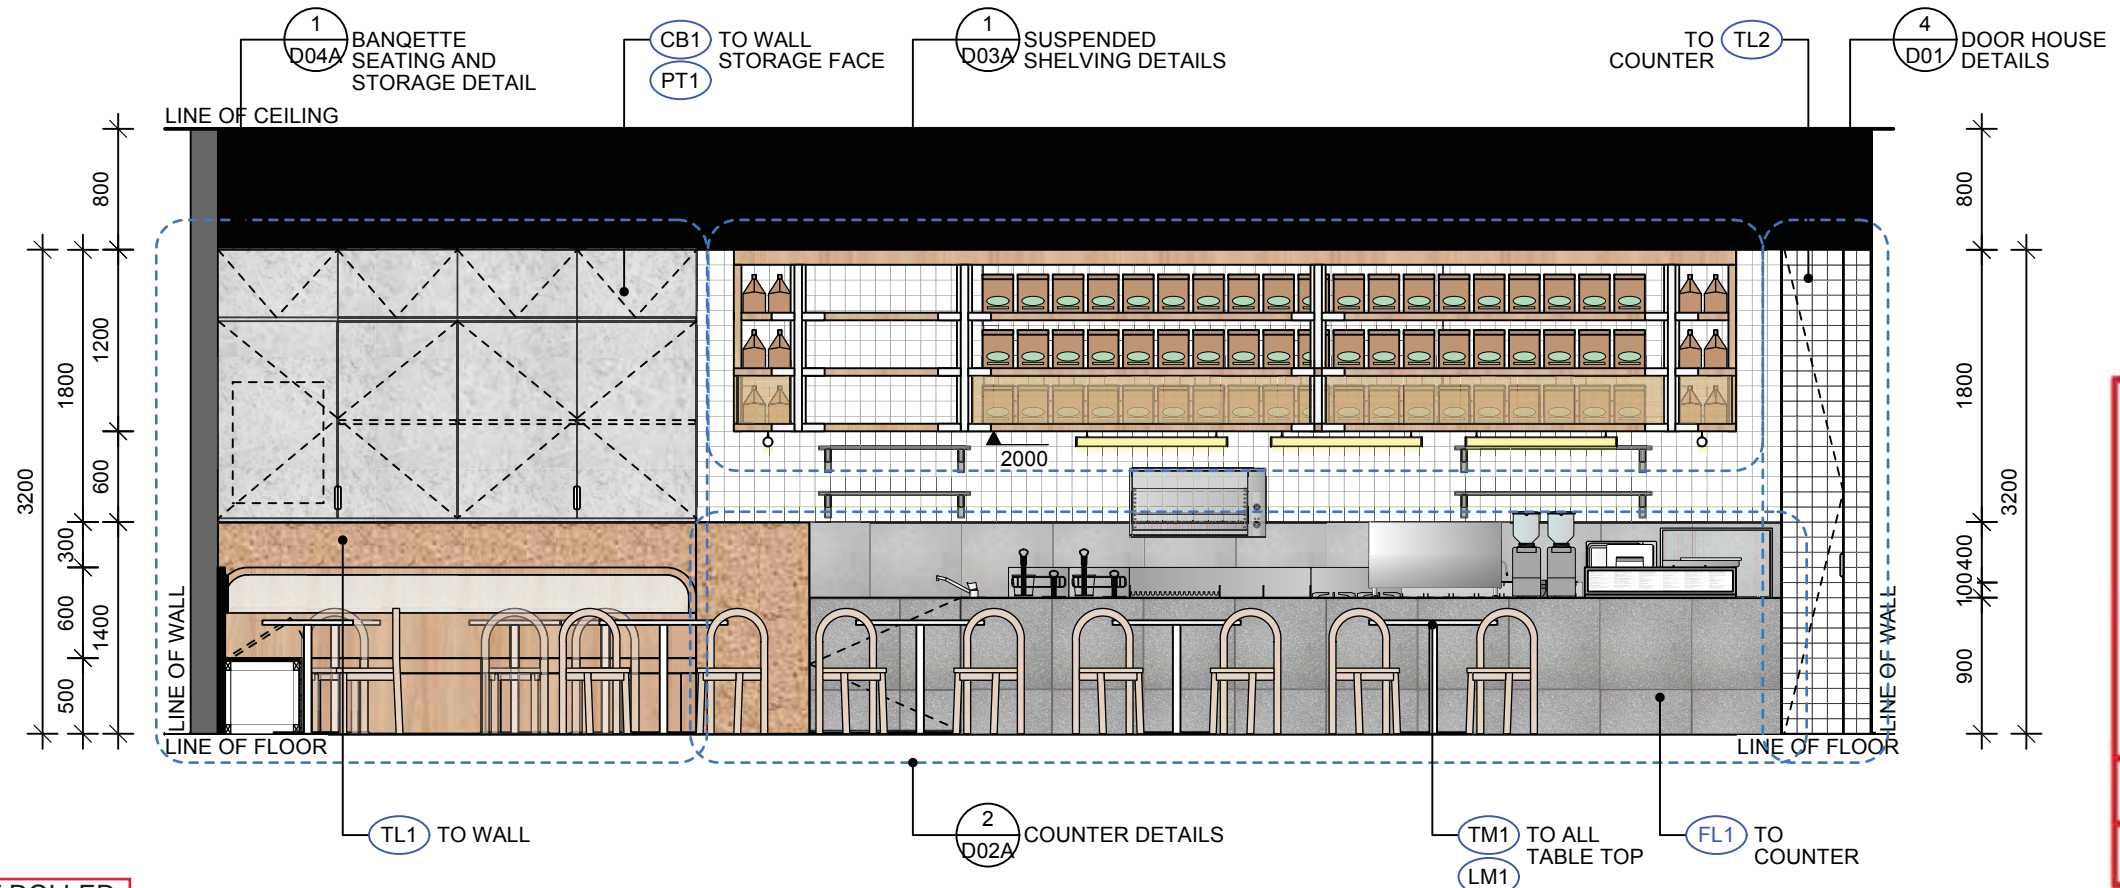 1
D04A
BANQETTE
SEATING AND
STORAGE DETAIL
CB1
PT1
TO WALL
STORAGE FACE
1
D03A
SUSPENDED
SHELVING DETAILS
TO
COUNTER
TL2
4
D01
DOOR HOUSE
DETAILS
LINE OF CEILING
800
1200
1800
600
3200
300
600
1400
500
LINE OF WALL
LINE OF FLOOR
2000
800
1800
3200
400
100
900
LINE OF WALL
LINE OF FLOOR
TL1
TO WALL
2
D02A
COUNTER DETAILS
TM1
LM1
TO ALL
TABLE TOP
FL1
TO
COUNTER